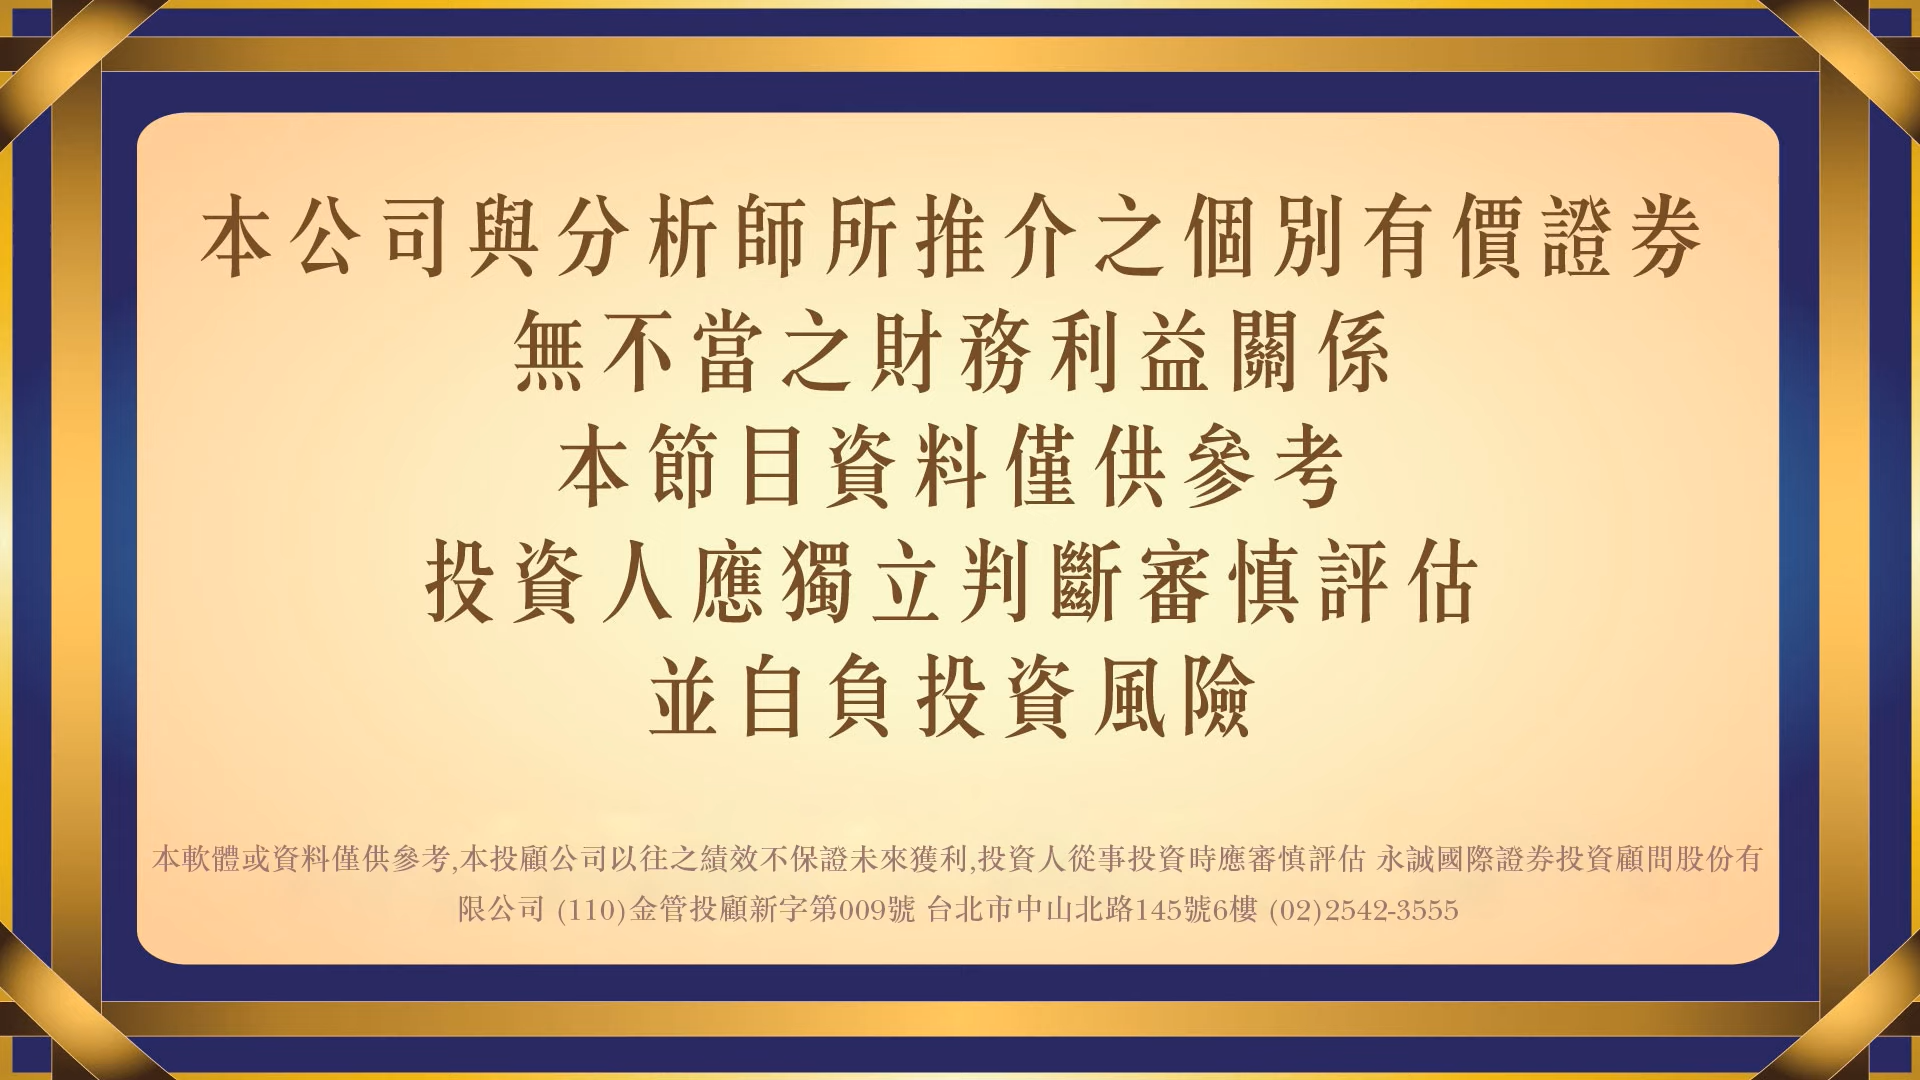 本公司與分析師所推介之個別有價證券
無不當之財務利益關係
本節目資料僅供參考
投資人應獨立判斷審慎評估
並自負投資風險
本軟體或資料僅供參考,本投顧公司以往之績效不保證未來獲利,投資人從事投資時應審慎評估 永誠國際證券投資顧問股份有
限公司 (110)金管投顧新字第009號 台北市中山北路145號6樓 (02)2542-3555